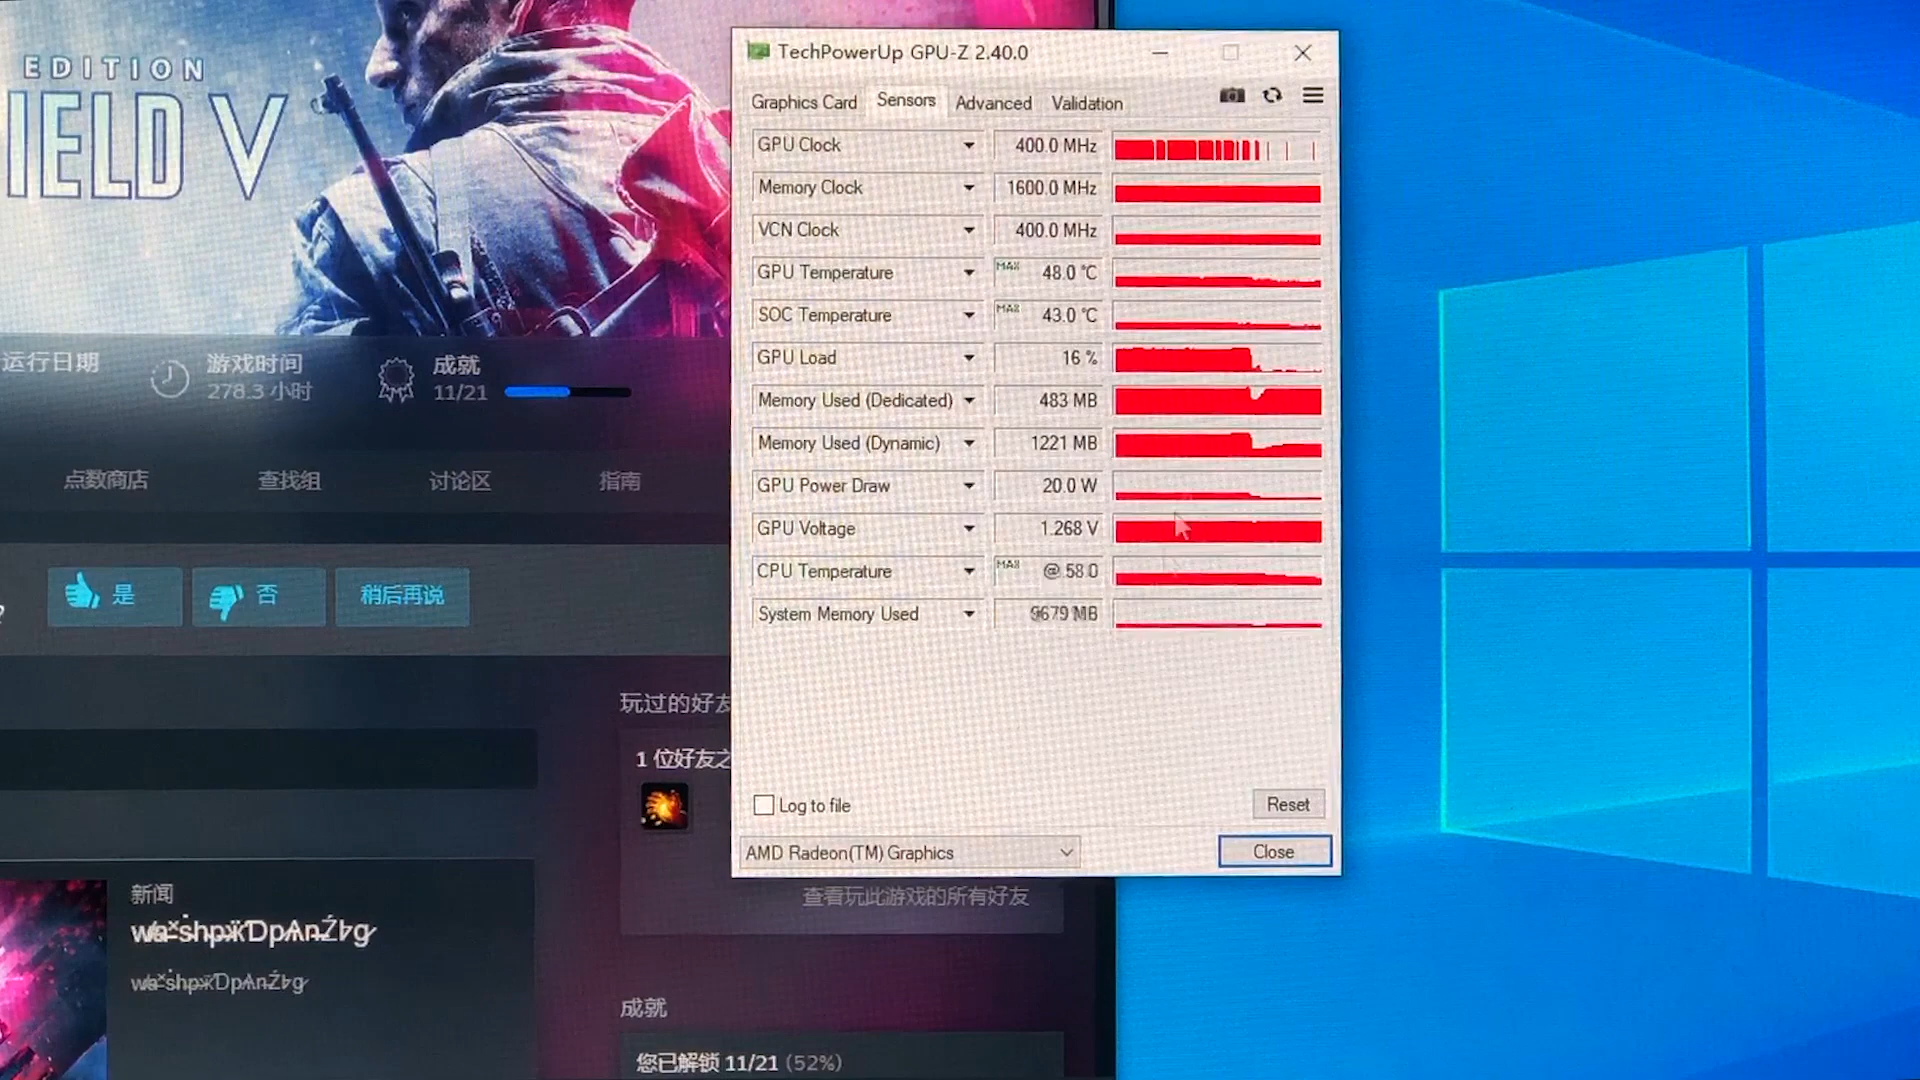 EDITION
IELD V
运行日期
游戏时间
278.3 小时
成就
11/21
点数商店
查找组
讨论区
指南
是
否
稍后再说
玩过的好友
1 位好友之
查看玩此游戏的所有好友
新闻
成就
您已解锁 11/21 (52%)
TechPowerUp GPU-Z 2.40.0
Graphics Card
Sensors
Advanced
Validation
GPU Clock 400.0 MHz
Memory Clock 1600.0 MHz
VCN Clock 400.0 MHz
GPU Temperature MAX 48.0 °C
SOC Temperature MAX 43.0 °C
GPU Load 16 %
Memory Used (Dedicated) 483 MB
Memory Used (Dynamic) 1221 MB
GPU Power Draw 20.0 W
GPU Voltage 1.268 V
CPU Temperature MAX @ 58.0
System Memory Used 9679 MB
Log to file
Reset
AMD Radeon(TM) Graphics
Close